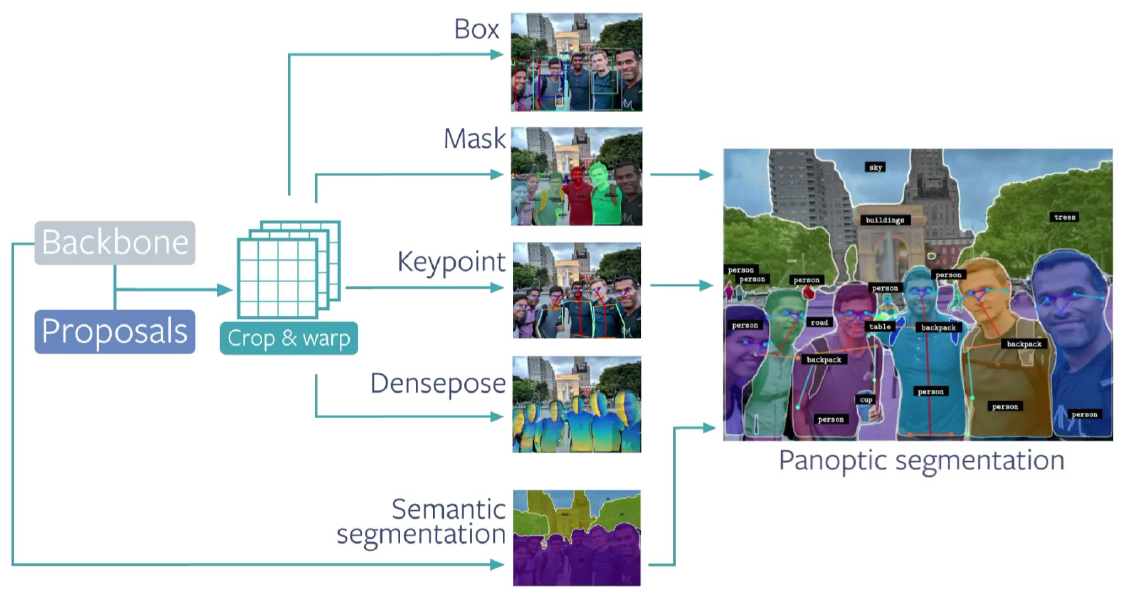 Box
Mask
Backbone
Keypoint
Proposals
Crop & warp
Densepose
Semantic
segmentation
sky
buildings
trees
person
person
person
person
person
person
road
table
backpack
backpack
backpack
cup
person
person
person
person
Panoptic segmentation